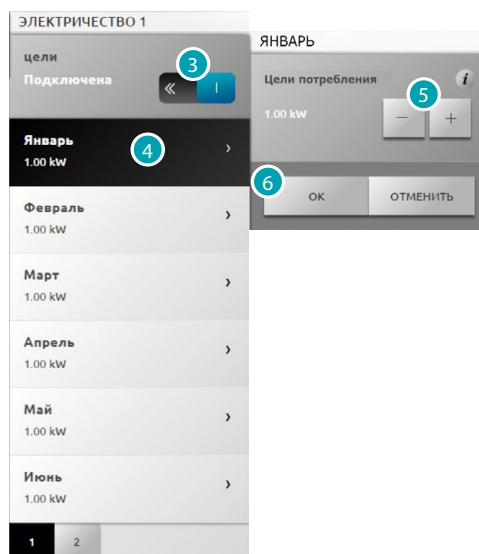 ЭЛЕКТРИЧЕСТВО 1
цели
Подключена
3
Январь
1.00 kW
4
Февраль
1.00 kW
Март
1.00 kW
Апрель
1.00 kW
Май
1.00 kW
Июнь
1.00 kW
1 2
ЯНВАРЬ
Цели потребления
i
5
1.00 kW
− +
6
ОК ОТМЕНИТЬ